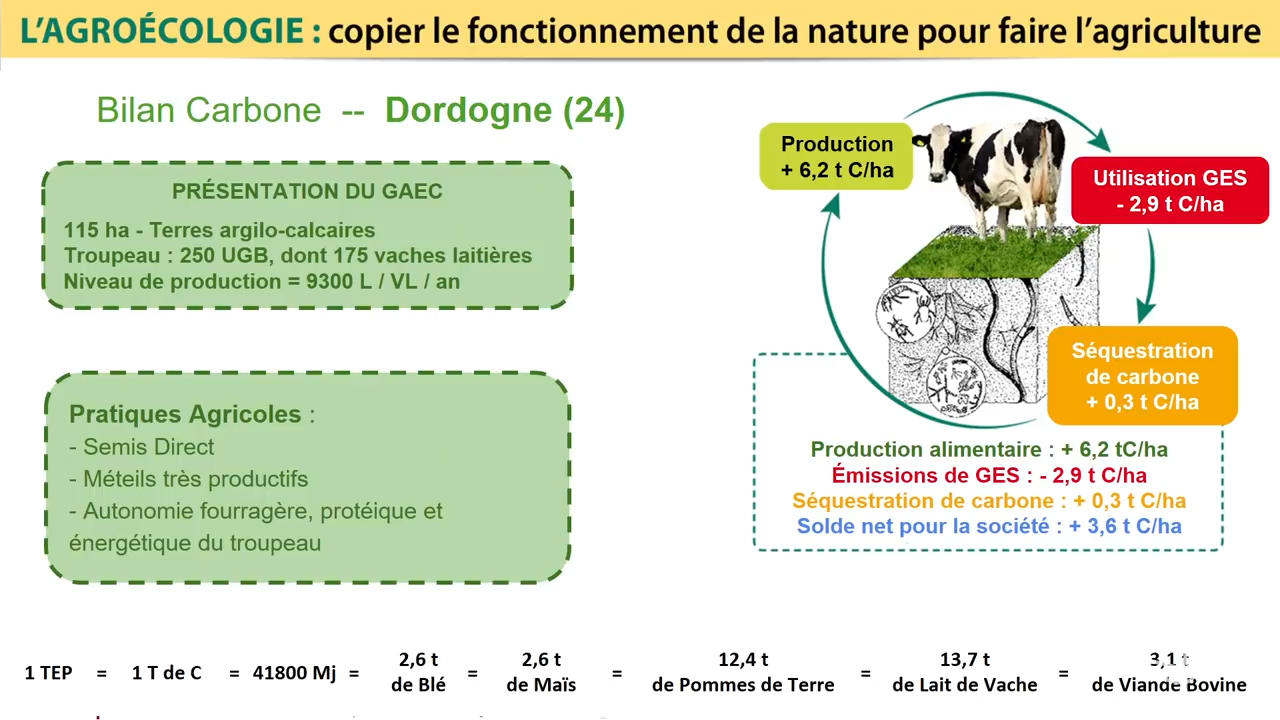 L'AGROÉCOLOGIE : copier le fonctionnement de la nature pour faire l'agriculture
Bilan Carbone -- Dordogne (24)
PRÉSENTATION DU GAEC
115 ha - Terres argilo-calcaires
Troupeau : 250 UGB, dont 175 vaches laitières
Niveau de production = 9300 L / VL / an
Pratiques Agricoles :
- Semis Direct
- Méteils très productifs
- Autonomie fourragère, protéique et
énergétique du troupeau
Production
+ 6,2 t C/ha
Utilisation GES
- 2,9 t C/ha
Séquestration
de carbone
+ 0,3 t C/ha
Production alimentaire : + 6,2 tC/ha
Émissions de GES : - 2,9 t C/ha
Séquestration de carbone : + 0,3 t C/ha
Solde net pour la société : + 3,6 t C/ha
1 TEP = 1 T de C = 41800 Mj = 2,6 t de Blé = 2,6 t de Maïs = 12,4 t de Pommes de Terre = 13,7 t de Lait de Vache = 3,1 t de Viande Bovine